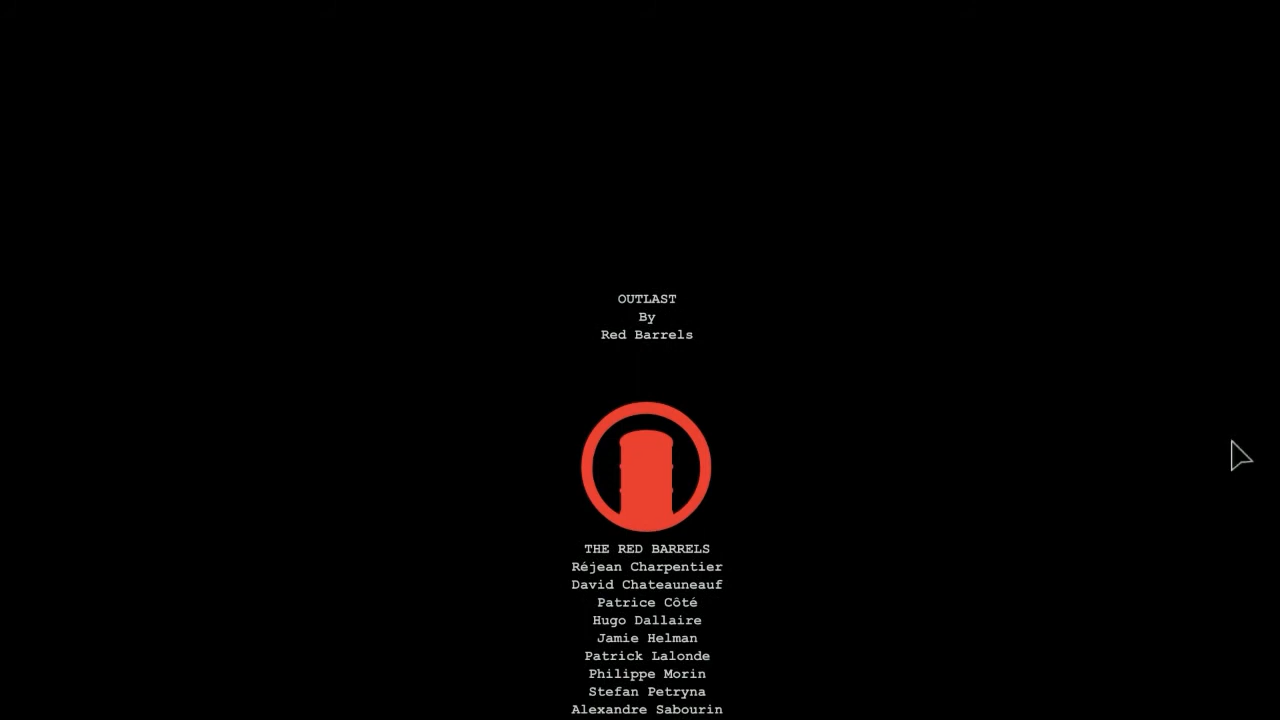 OUTLAST
By
Red Barrels
THE RED BARRELS
Réjean Charpentier
David Chateauneuf
Patrice Côté
Hugo Dallaire
Jamie Helman
Patrick Lalonde
Philippe Morin
Stefan Petryna
Alexandre Sabourin